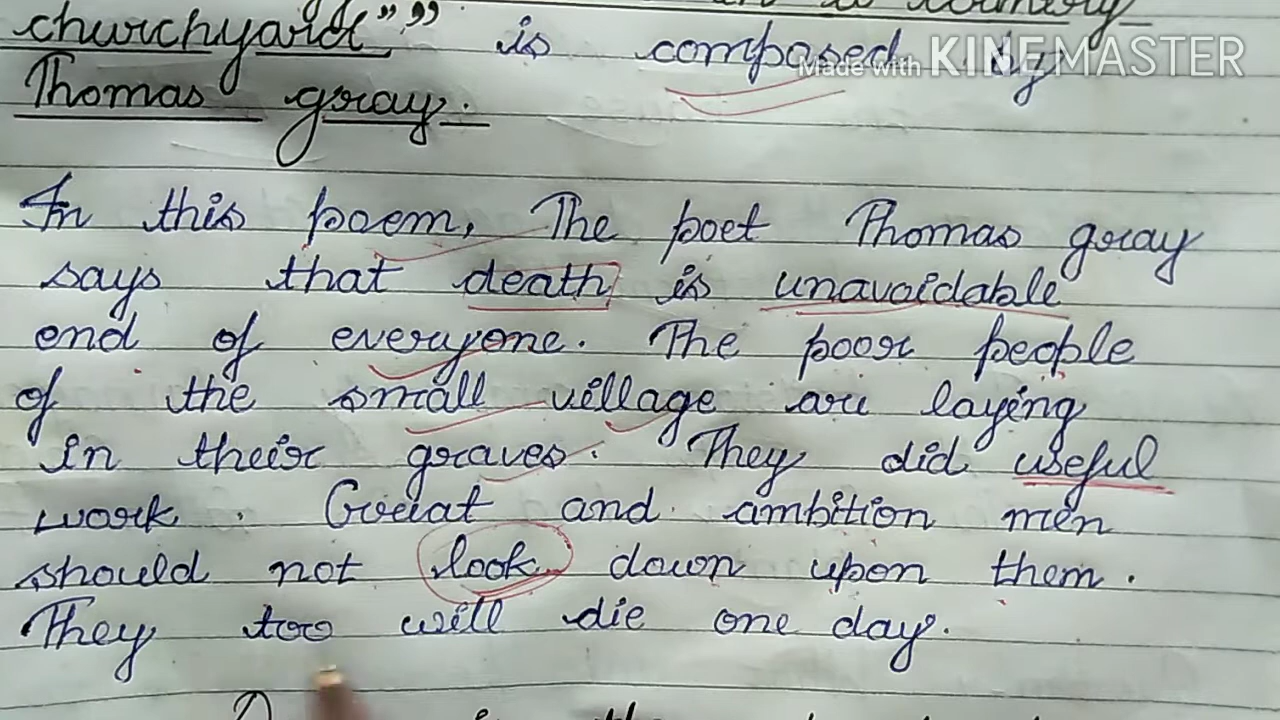 country
churchyard”” is composed by
Made with KINEMASTER
Thomas gray.
In this poem, The poet Thomas gray
says that death is unavoidable
end of everyone. The poor people
of the small village are laying
in their graves. They did useful
work. Great and ambition men
should not look down upon them.
They too will die one day.